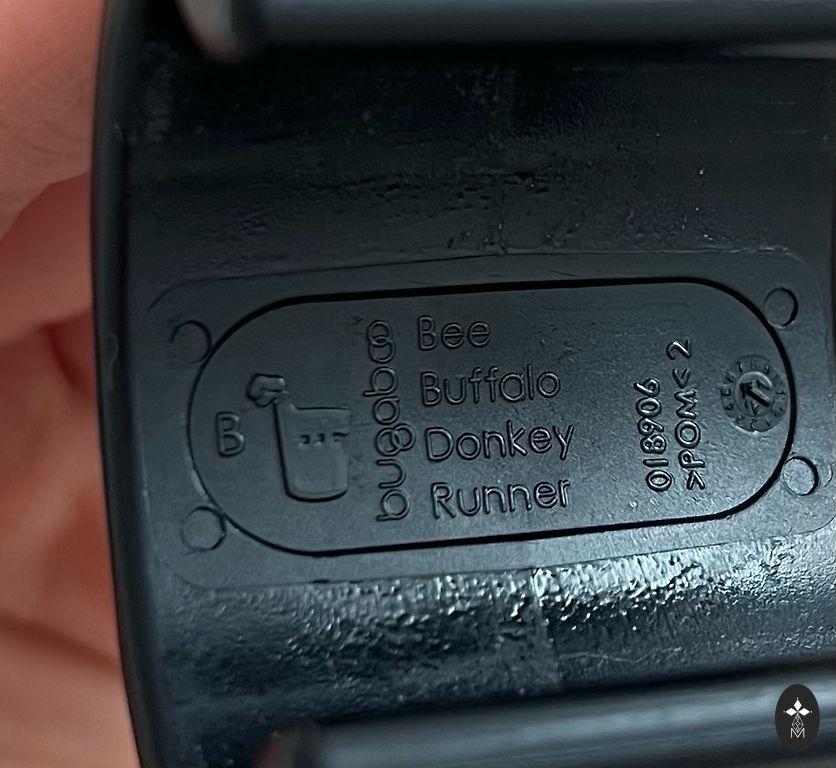 B
bugaboo
Bee
Buffalo
Donkey
Runner
018906
>POM< 2
M